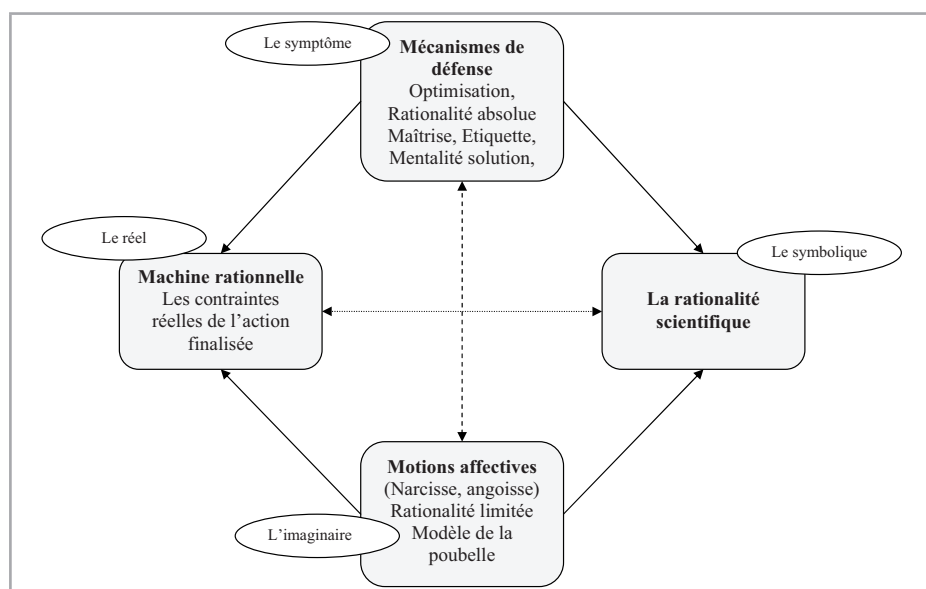 Le symptôme
Mécanismes de
défense
Optimisation,
Rationalité absolue
Maîtrise, Etiquette,
Mentalité solution,
Le réel
Machine rationnelle
Les contraintes
réelles de l'action
finalisée
Le symbolique
La rationalité
scientifique
Motions affectives
(Narcisse, angoisse)
Rationalité limitée
Modèle de la
poubelle
L'imaginaire